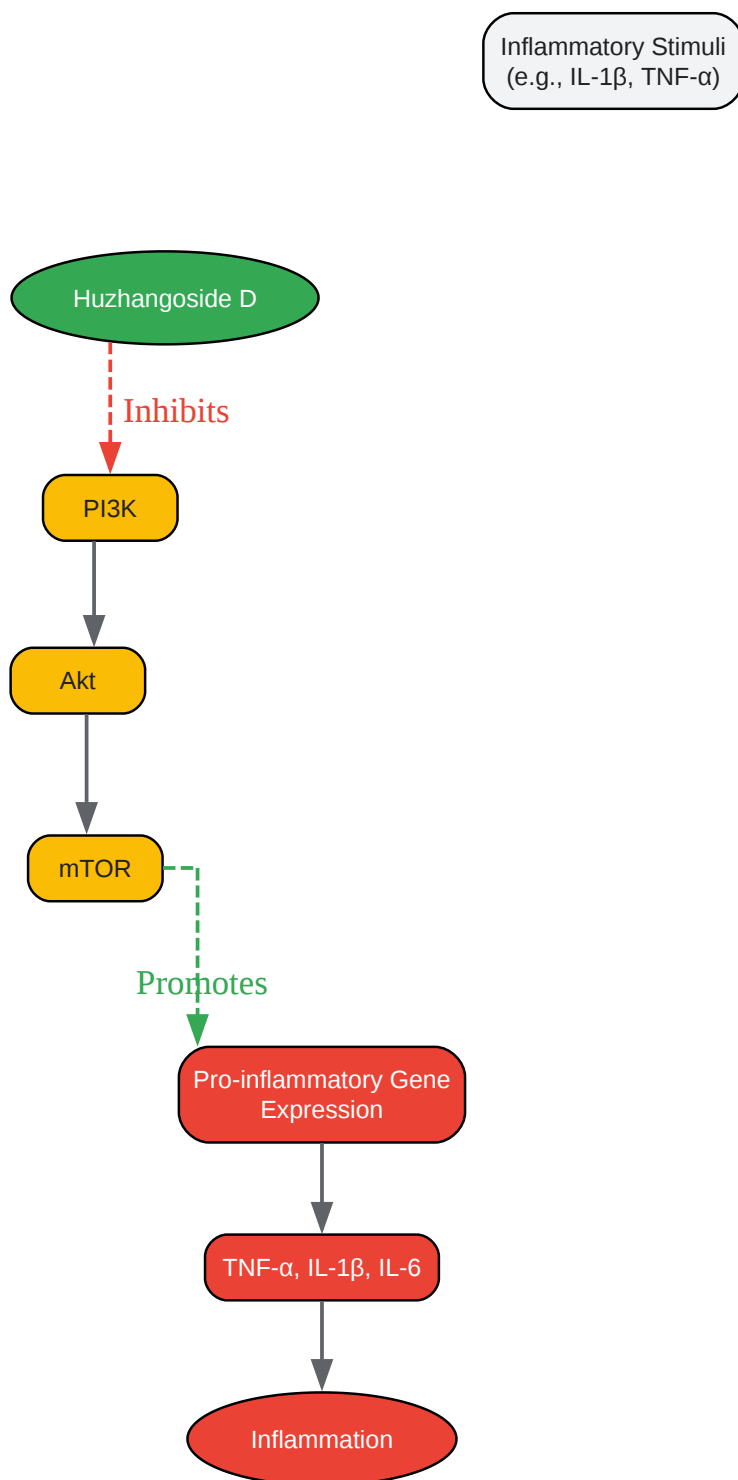 Inflammatory Stimuli
(e.g., IL-1β, TNF-α)
Huzhangoside D
Inhibits
PI3K
Akt
mTOR
Promotes
Pro-inflammatory Gene
Expression
TNF-α, IL-1β, IL-6
Inflammation